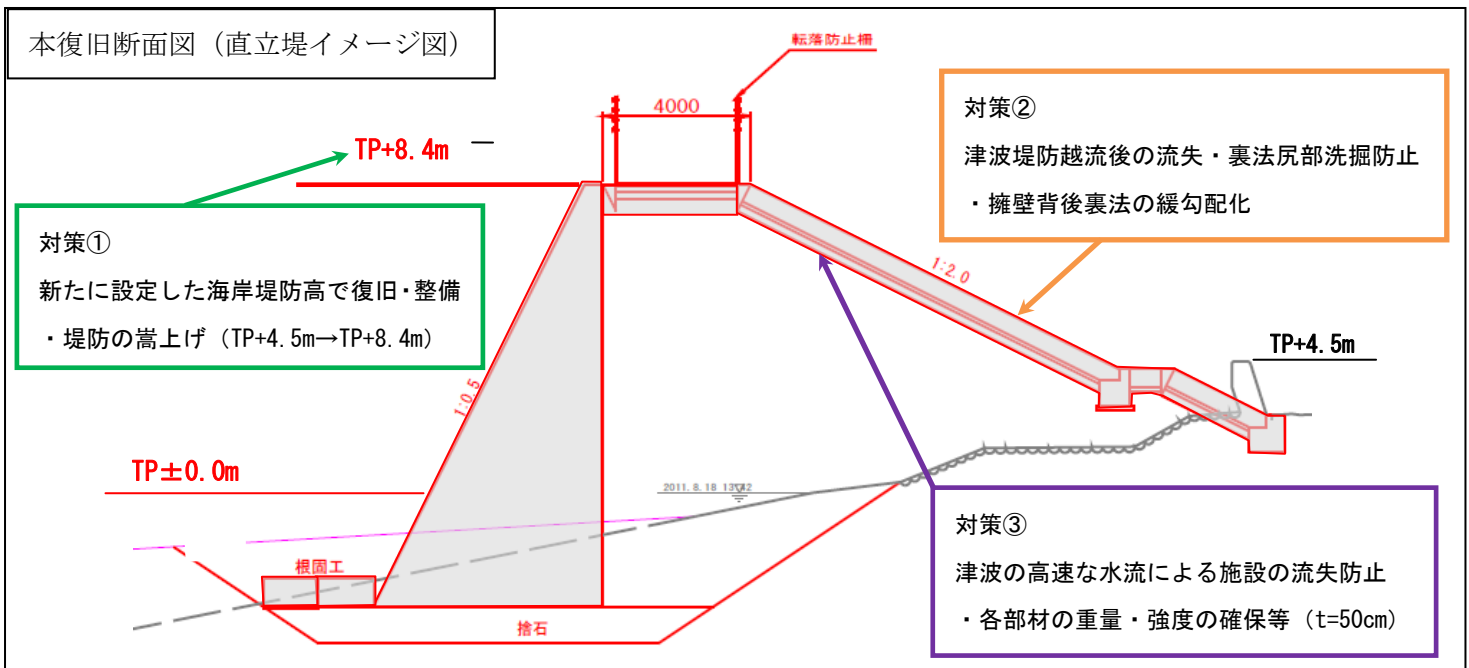 本復旧断面図（直立堤イメージ図）
転落防止柵
4000
TP+8.4m
対策②
津波堤防越流後の流失・裏法尻部洗掘防止
・擁壁背後裏法の緩勾配化
対策①
新たに設定した海岸堤防高で復旧・整備
・堤防の嵩上げ（TP+4.5m→TP+8.4m）
1:2.0
TP+4.5m
1:0.5
TP±0.0m
2011.8.18 13:42
対策③
津波の高速な水流による施設の流失防止
・各部材の重量・強度の確保等（t=50cm）
根固工
捨石